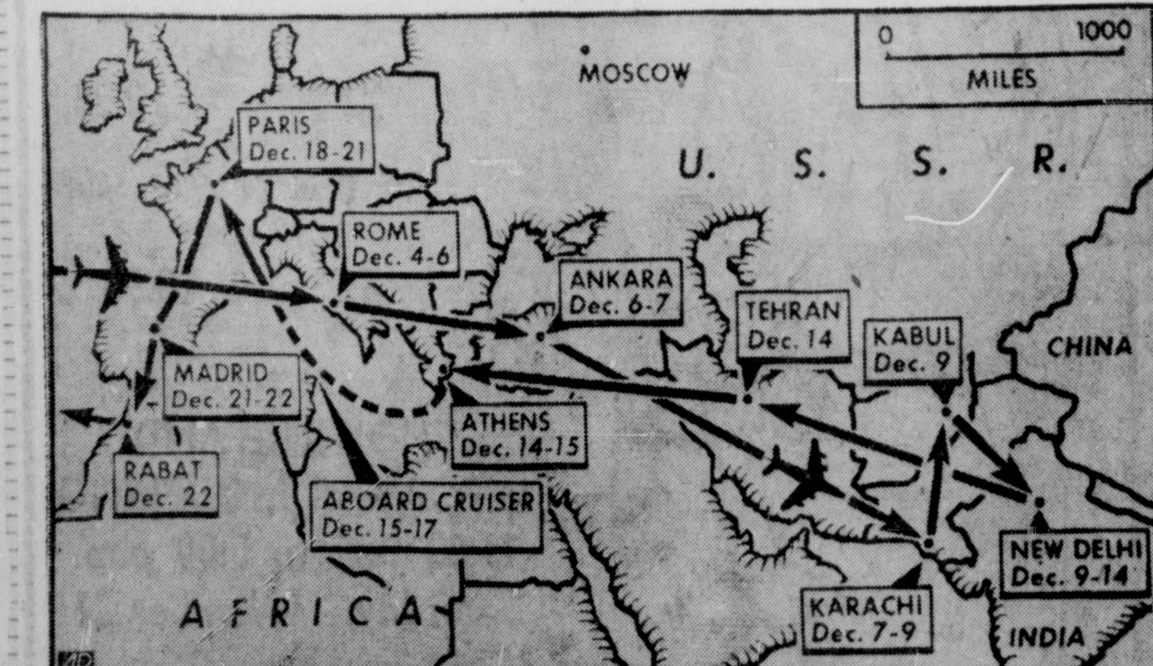 0 1000
MILES
MOSCOW
U. S. S. R.
PARIS
Dec. 18-21
ROME
Dec. 4-6
ANKARA
Dec. 6-7
TEHRAN
Dec. 14
KABUL
Dec. 9
CHINA
MADRID
Dec. 21-22
ATHENS
Dec. 14-15
RABAT
Dec. 22
ABOARD CRUISER
Dec. 15-17
NEW DELHI
Dec. 9-14
KARACHI
Dec. 7-9
AFRICA
INDIA
AP